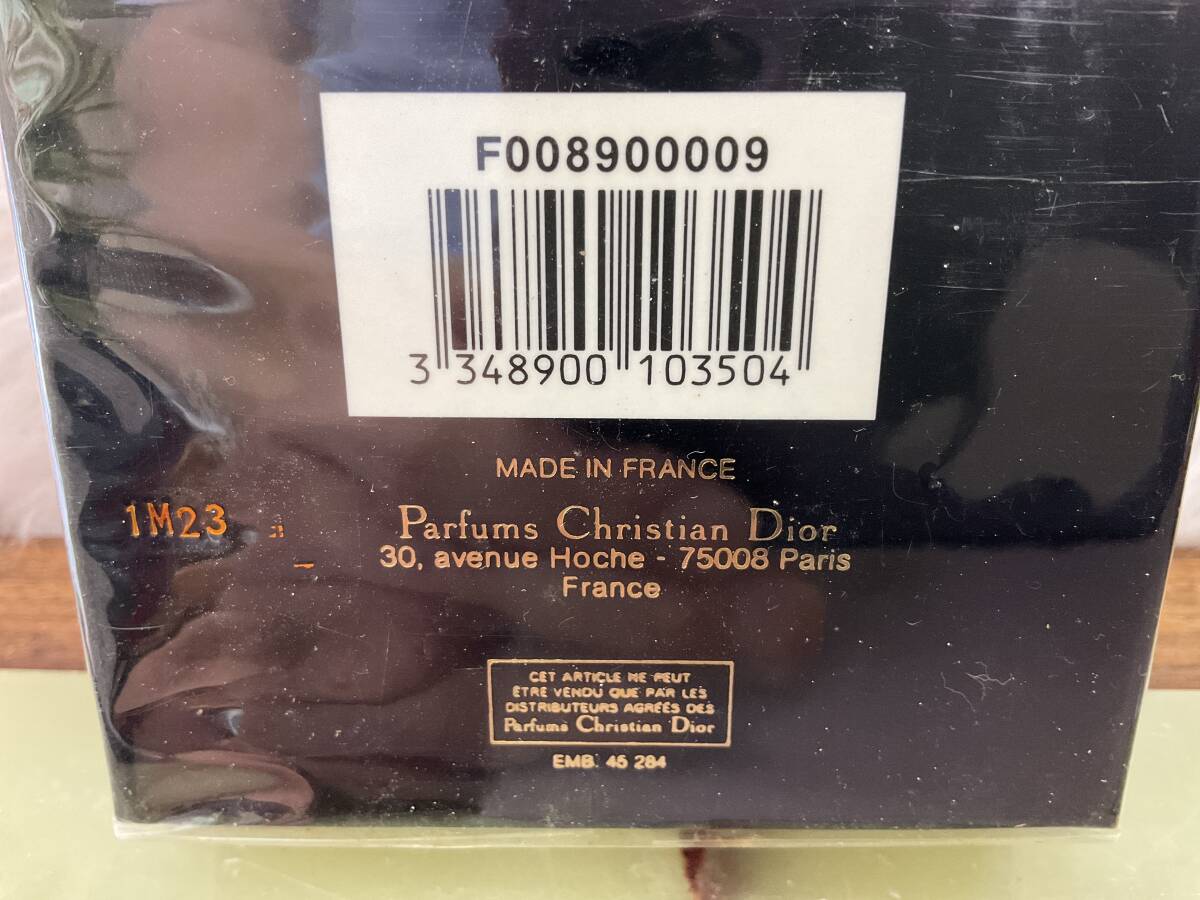 F008900009
3 348900 103504
MADE IN FRANCE
1M23
Parfums Christian Dior
30, avenue Hoche - 75008 Paris
France
CET ARTICLE NE PEUT
ÊTRE VENDU QUE PAR LES
DISTRIBUTEURS AGRÉÉS DES
Parfums Christian Dior
EMB. 45 284